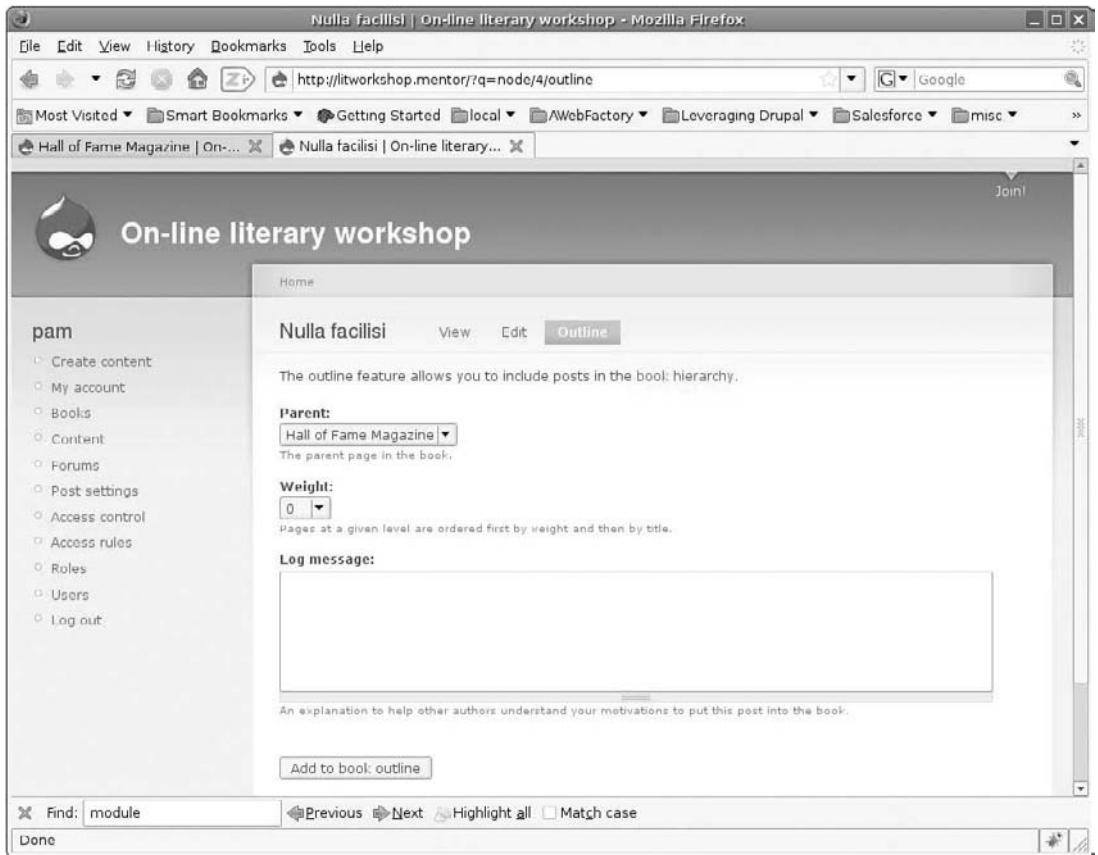 Nulla facilisi | On-line literary workshop - Mozilla Firefox
File Edit View History Bookmarks Tools Help
http://litworkshop.mentor/?q=node/4/outline G Google
Most Visited Smart Bookmarks Getting Started local AWebFactory Leveraging Drupal Salesforce misc »
Hall of Fame Magazine | On-... Nulla facilisi | On-line literary...
Join!
On-line literary workshop
Home
pam
Create content
My account
Books
Content
Forums
Post settings
Access control
Access rules
Roles
Users
Log out
Nulla facilisi View Edit Outline
The outline feature allows you to include posts in the book hierarchy.
Parent:
Hall of Fame Magazine
The parent page in the book.
Weight:
0
Pages at a given level are ordered first by weight and then by title.
Log message:
An explanation to help other authors understand your motivations to put this post into the book.
Add to book outline
Find: module Previous Next Highlight all Match case
Done